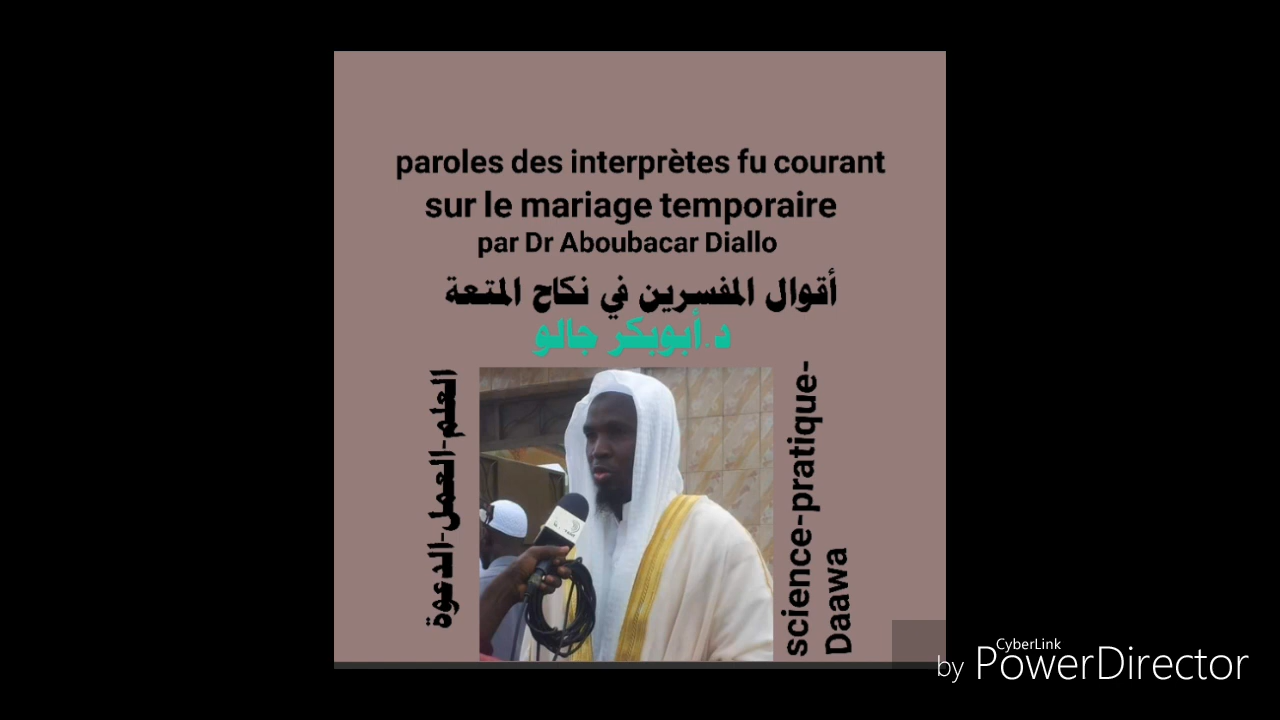 paroles des interprètes fu courant
sur le mariage temporaire
par Dr Aboubacar Diallo
أقوال المفسرين في نكاح المتعة
د.أبوبكر جالو
العلم-العمل-الدعوة
science-pratique-
Daawa
CyberLink
by PowerDirector